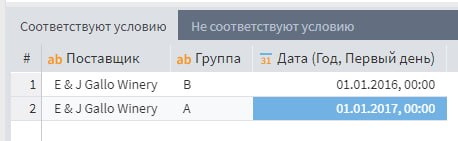 Соответствуют условию Не соответствуют условию
# ab Поставщик ab Группа 31 Дата (Год, Первый день)
1 E & J Gallo Winery B 01.01.2016, 00:00
2 E & J Gallo Winery A 01.01.2017, 00:00